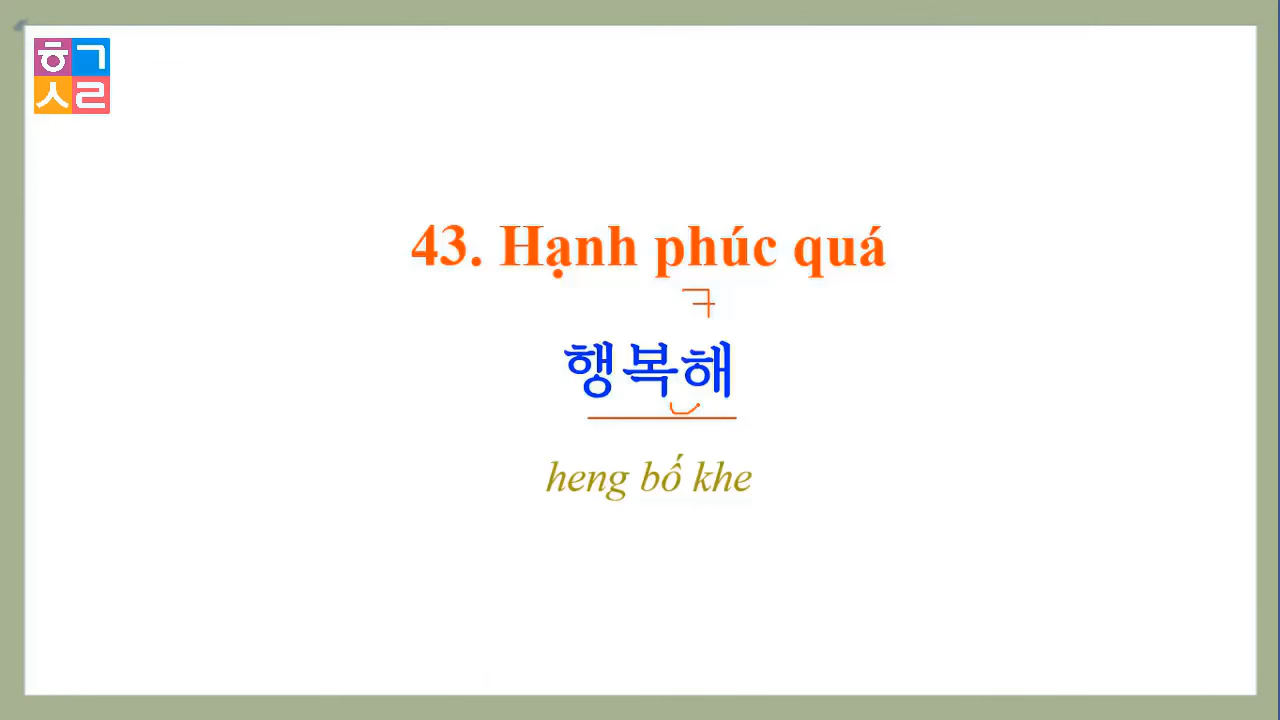 ㅎㄱ
ㅅㄹ
43. Hạnh phúc quá
ㅋ
행복해
heng bố khe